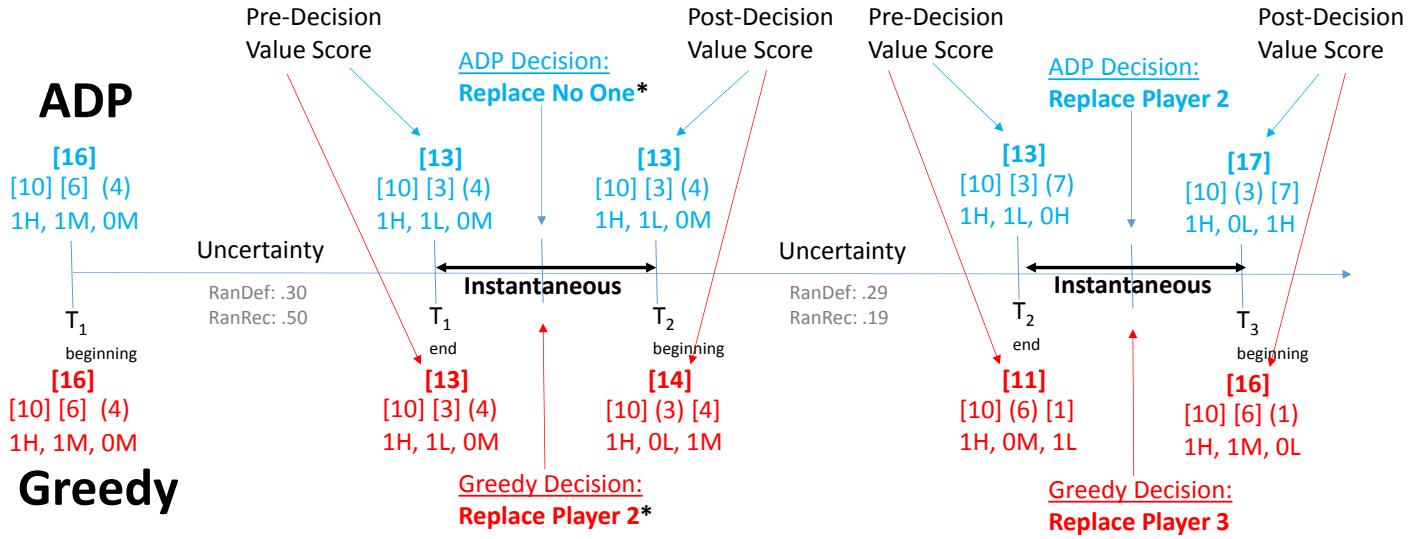 Pre-Decision
Value Score
Post-Decision
Value Score
Pre-Decision
Value Score
Post-Decision
Value Score
ADP Decision:
Replace No One*
ADP Decision:
Replace Player 2
ADP
[16]
[10] [6] (4)
1H, 1M, 0M
[13]
[10] [3] (4)
1H, 1L, 0M
[13]
[10] [3] (4)
1H, 1L, 0M
[13]
[10] [3] (7)
1H, 1L, 0H
[17]
[10] (3) [7]
1H, 0L, 1H
Uncertainty
RanDef: .30
RanRec: .50
Instantaneous
Uncertainty
RanDef: .29
RanRec: .19
Instantaneous
T1
beginning
T1
end
T2
beginning
T2
end
T3
beginning
[16]
[10] [6] (4)
1H, 1M, 0M
[13]
[10] [3] (4)
1H, 1L, 0M
[14]
[10] (3) [4]
1H, 0L, 1M
[11]
[10] (6) [1]
1H, 0M, 1L
[16]
[10] [6] (1)
1H, 1M, 0L
Greedy
Greedy Decision:
Replace Player 2*
Greedy Decision:
Replace Player 3